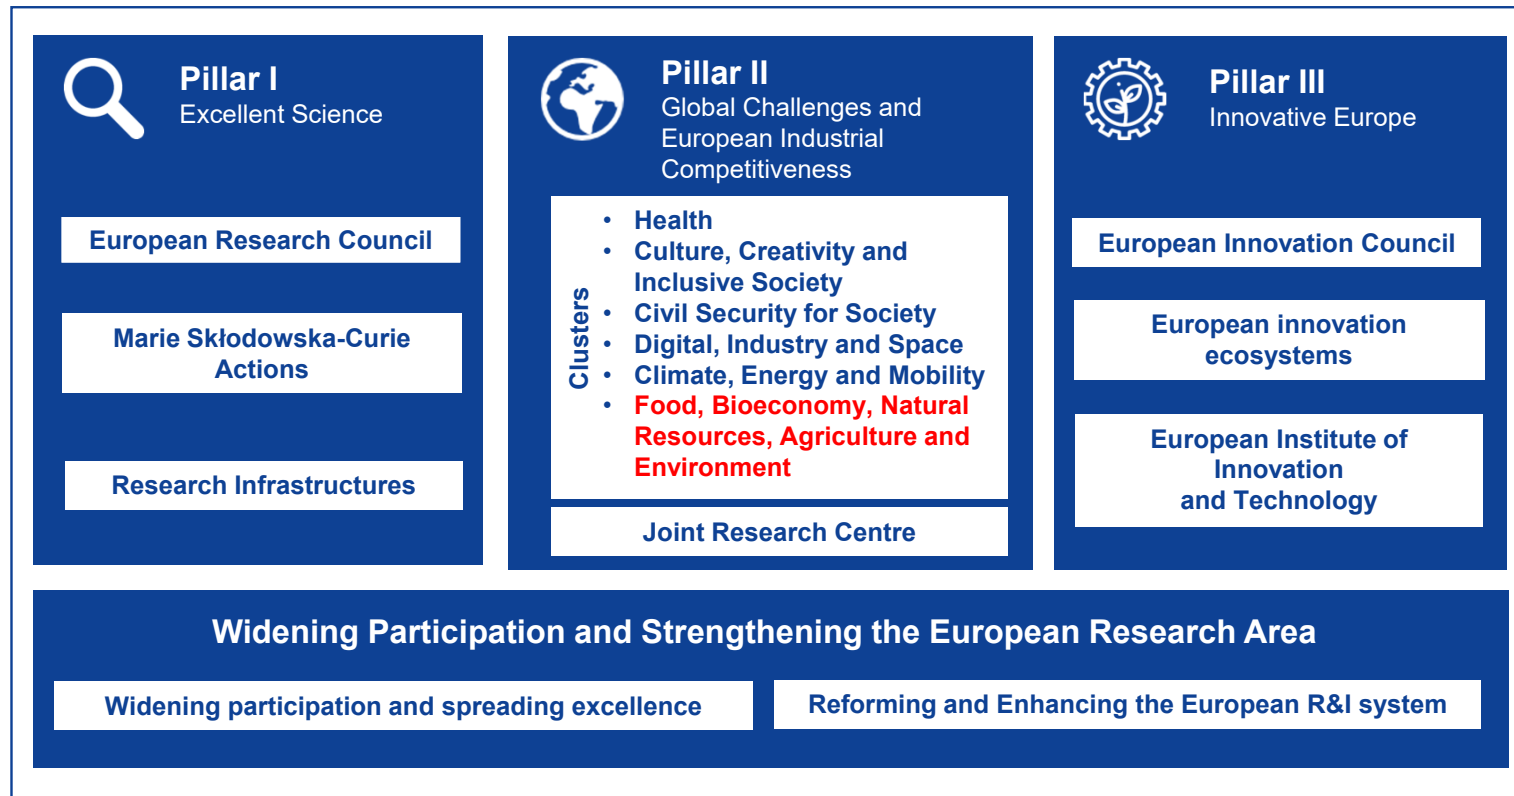 Pillar I
Excellent Science
European Research Council
Marie Skłodowska-Curie
Actions
Research Infrastructures
Pillar II
Global Challenges and
European Industrial
Competitiveness
Clusters
• Health
• Culture, Creativity and
Inclusive Society
• Civil Security for Society
• Digital, Industry and Space
• Climate, Energy and Mobility
• Food, Bioeconomy, Natural
Resources, Agriculture and
Environment
Joint Research Centre
Pillar III
Innovative Europe
European Innovation Council
European innovation
ecosystems
European Institute of
Innovation
and Technology
Widening Participation and Strengthening the European Research Area
Widening participation and spreading excellence
Reforming and Enhancing the European R&I system